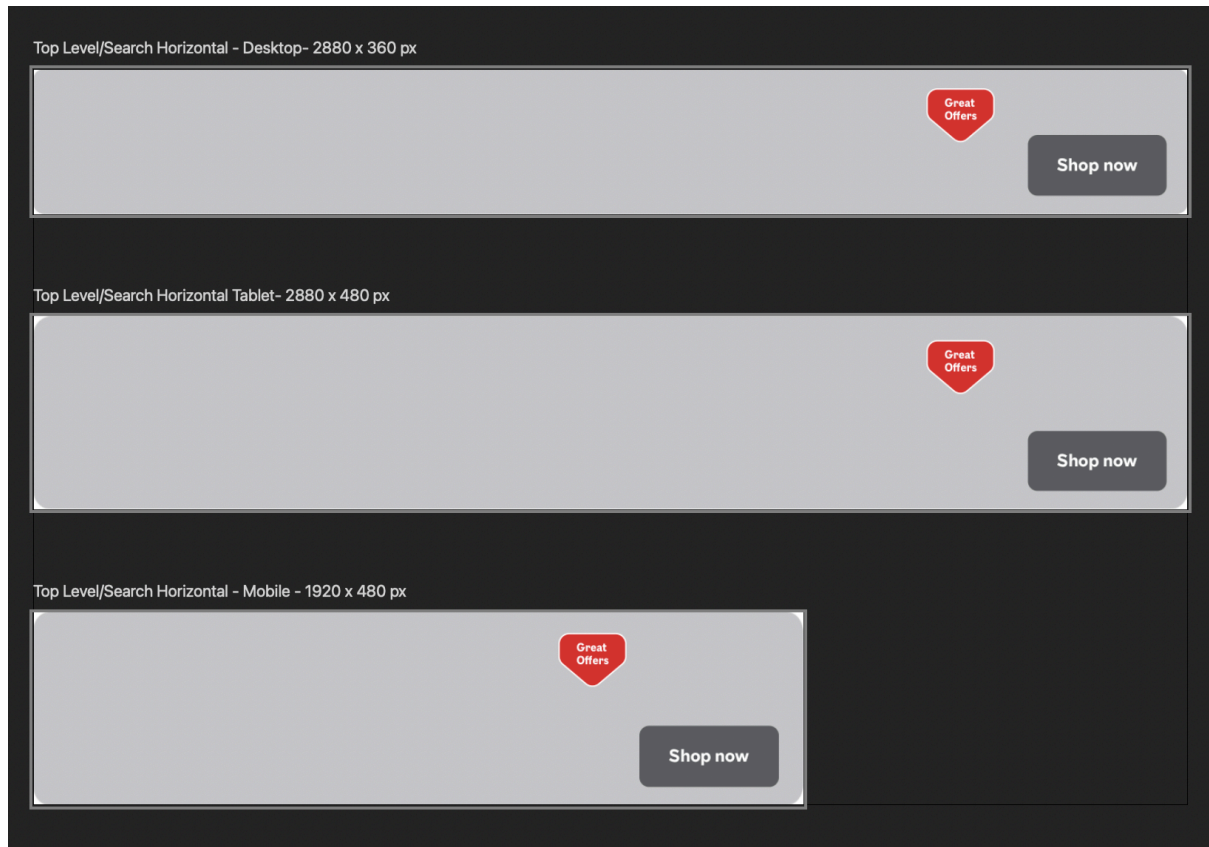 Top Level/Search Horizontal - Desktop- 2880 x 360 px
Great
Offers
Shop now
Top Level/Search Horizontal Tablet- 2880 x 480 px
Great
Offers
Shop now
Top Level/Search Horizontal - Mobile - 1920 x 480 px
Great
Offers
Shop now